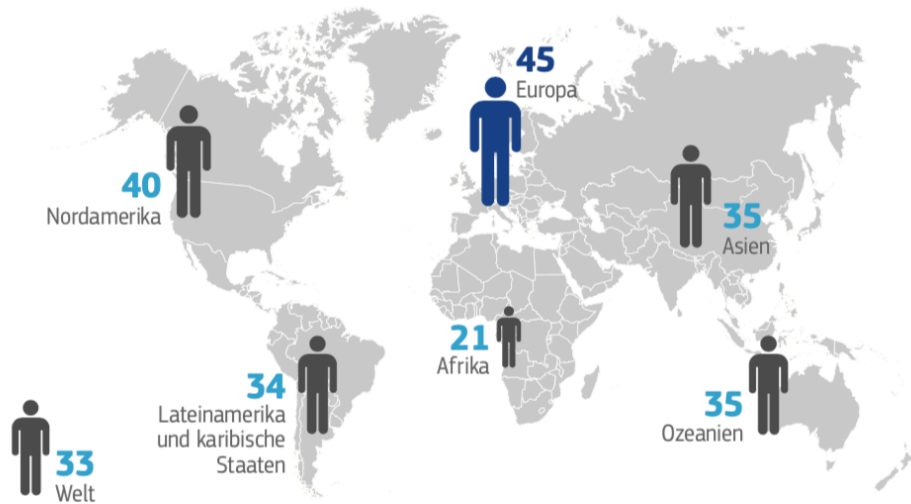 45
Europa
40
Nordamerika
35
Asien
21
Afrika
34
Lateinamerika
und karibische
Staaten
35
Ozeanien
33
Welt